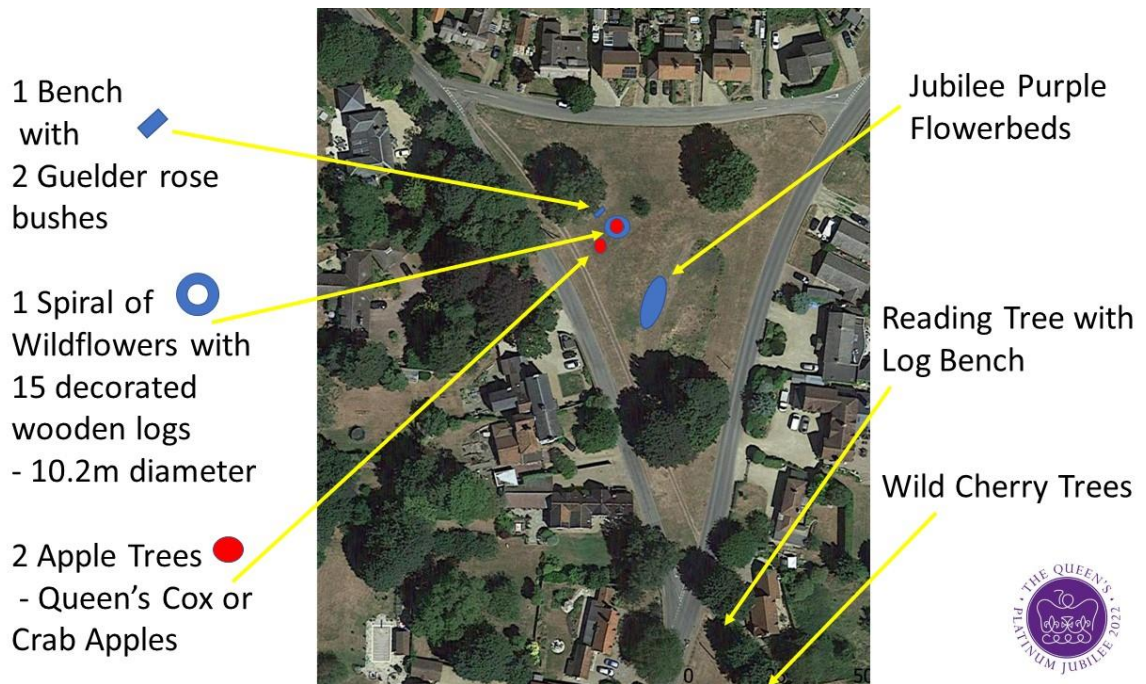 1 Bench
with
2 Guelder rose
bushes
1 Spiral of
Wildflowers with
15 decorated
wooden logs
- 10.2m diameter
2 Apple Trees
- Queen's Cox or
Crab Apples
Jubilee Purple
Flowerbeds
Reading Tree with
Log Bench
Wild Cherry Trees
0
50
THE QUEEN'S
PLATINUM JUBILEE 2022
70